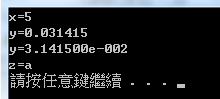 x=5
y=0.031415
y=3.141500e-002
z=a
請按任意鍵繼續 . . .